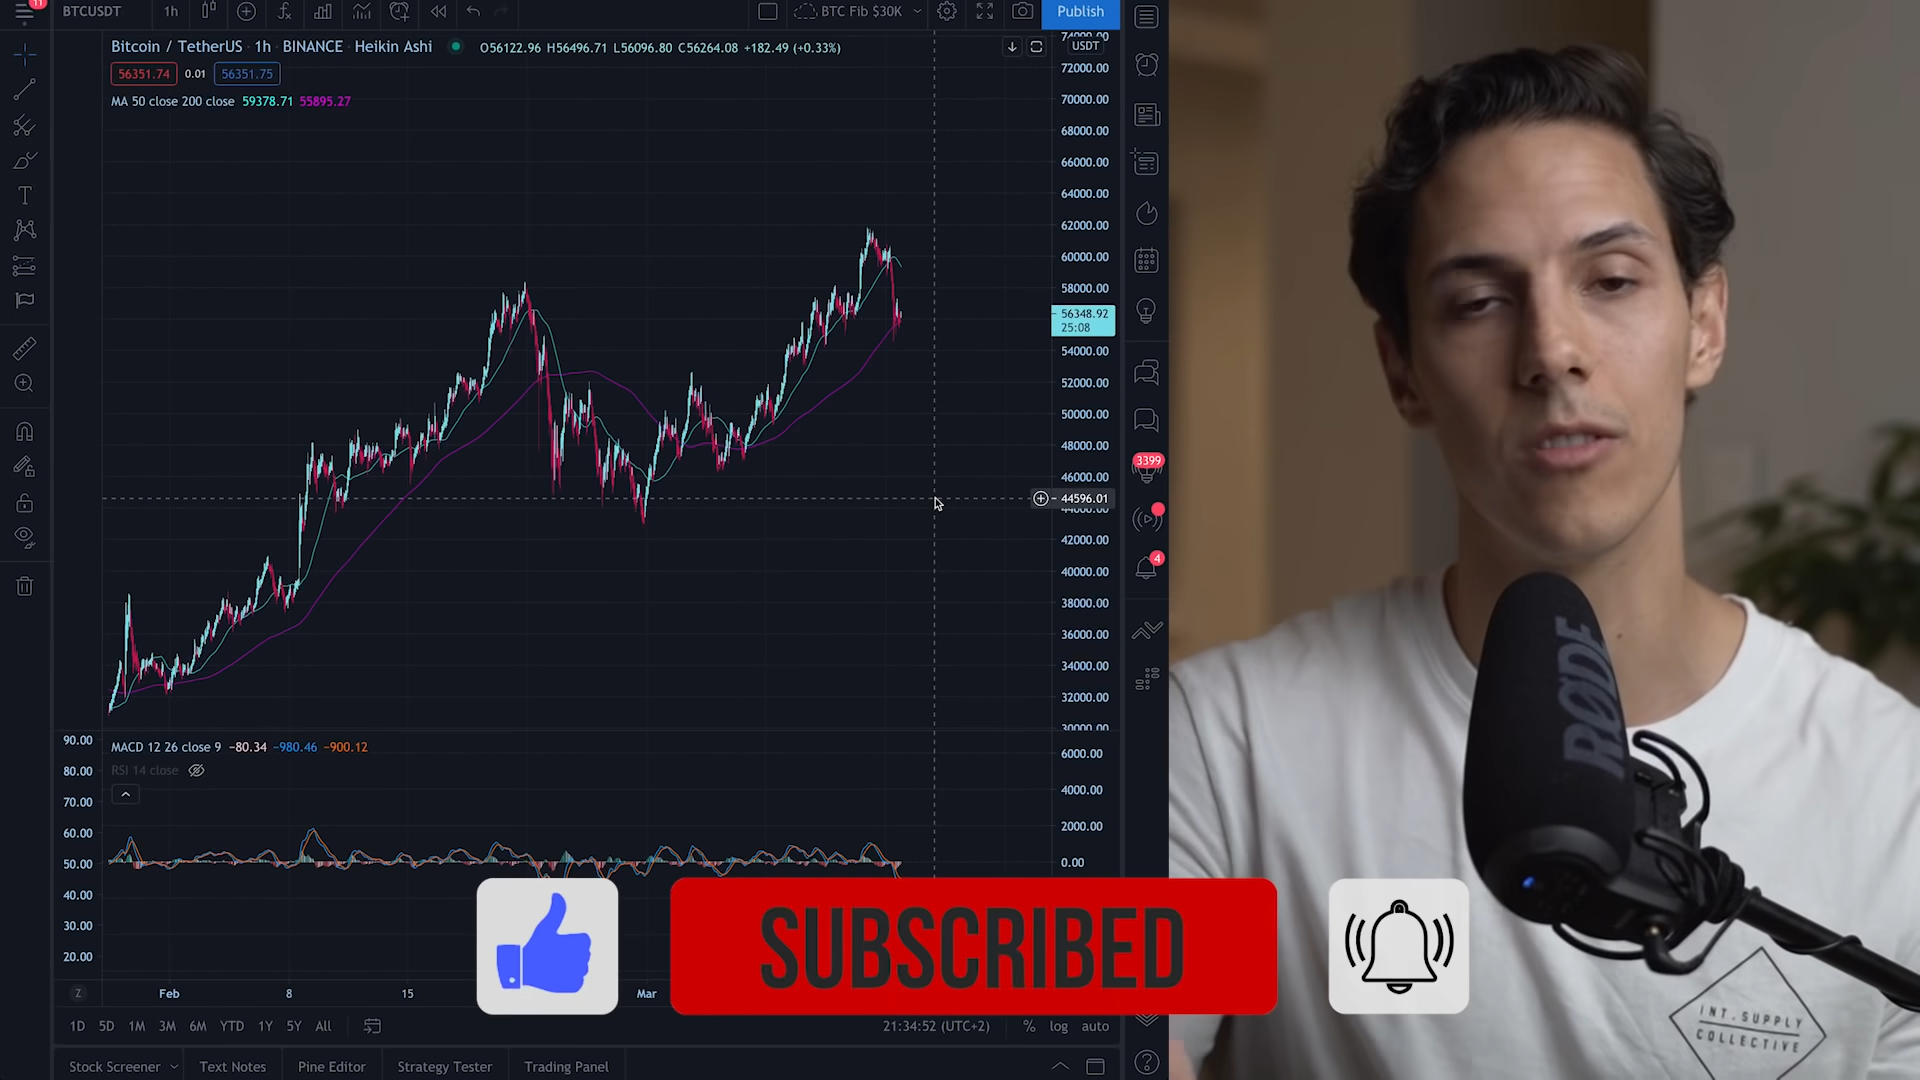 11
BTCUSDT 1h BTC Fib $30K Publish
Bitcoin / TetherUS 1h BINANCE Heikin Ashi O56122.96 H56496.71 L56096.80 C56264.08 +182.49 (+0.33%)
56351.74 0.01 56351.75
MA 50 close 200 close 59378.71 55895.27
74000.00
USDT
72000.00
70000.00
68000.00
66000.00
64000.00
62000.00
60000.00
58000.00
56348.92
25:08
54000.00
52000.00
50000.00
48000.00
46000.00
44596.01
44000.00
42000.00
40000.00
38000.00
36000.00
34000.00
32000.00
30000.00
3399
4
MACD 12 26 close 9 −80.34 −980.46 −900.12
RSI 14 close
90.00
80.00
70.00
60.00
50.00
40.00
30.00
20.00
6000.00
4000.00
2000.00
0.00
SUBSCRIBED
RØDE
INT. SUPPLY
COLLECTIVE
Z Feb 8 15 Mar
1D 5D 1M 3M 6M YTD 1Y 5Y All 21:34:52 (UTC+2) % log auto
Stock Screener Text Notes Pine Editor Strategy Tester Trading Panel